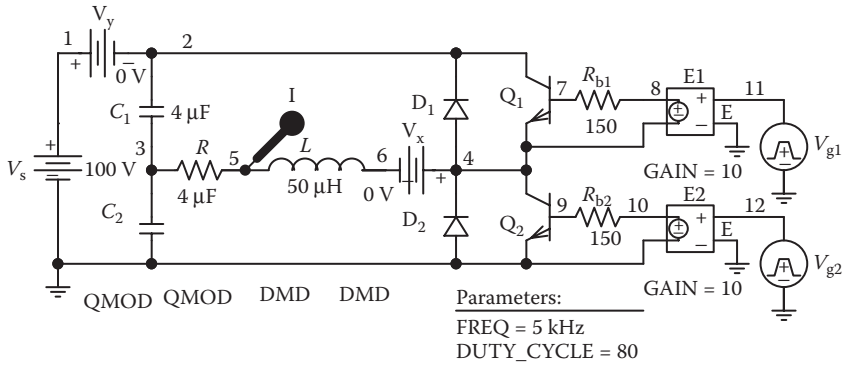 V_y
1
+
−
0 V
2
C_1
4 μF
I
D_1
Q_1
7
R_b1
150
8
E1
+
−
E
11
GAIN = 10
V_g1
V_s
+
−
100 V
3
R
4 μF
5
L
50 μH
6
V_x
0 V
−
+
4
C_2
D_2
Q_2
9
R_b2
150
10
E2
+
−
E
12
GAIN = 10
V_g2
QMOD QMOD DMD DMD
Parameters:
FREQ = 5 kHz
DUTY_CYCLE = 80